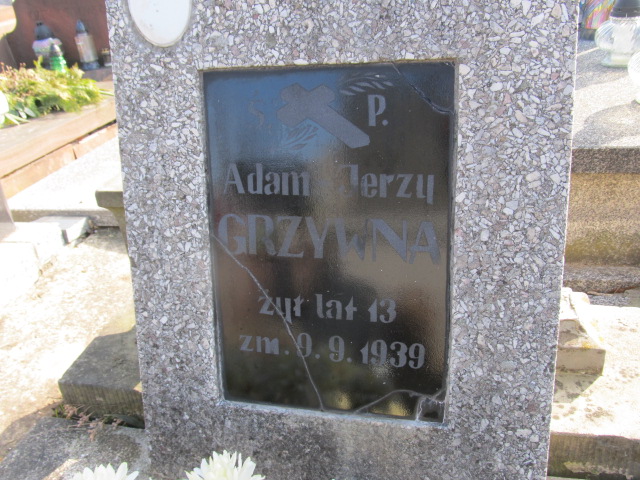 Ś. P.
Adam Jerzy
GRZYWNA
żył lat 13
zm. 9. 9. 1939